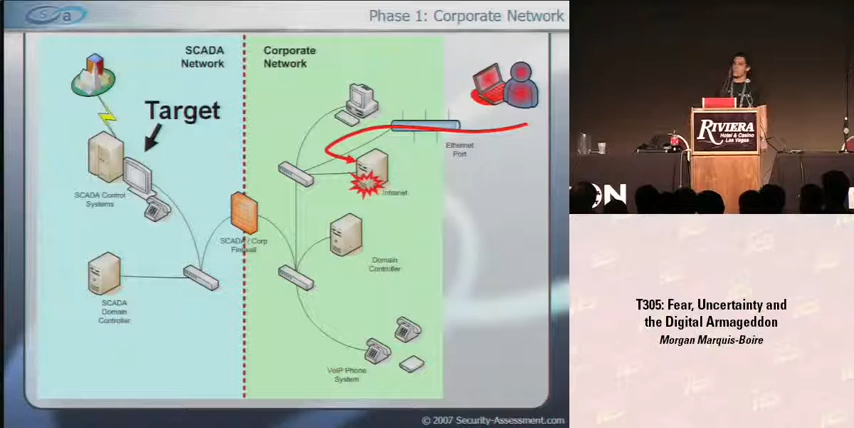 Phase 1: Corporate Network
SCADA
Network
Corporate
Network
Target
Ethernet
Port
SCADA Control
Systems
Intranet
SCADA / Corp
Firewall
Domain
Controller
SCADA
Domain
Controller
VoIP Phone
System
© 2007 Security-Assessment.com
RIVIERA
Hotel & Casino
Las Vegas
ON
T305: Fear, Uncertainty and
the Digital Armageddon
Morgan Marquis-Boire